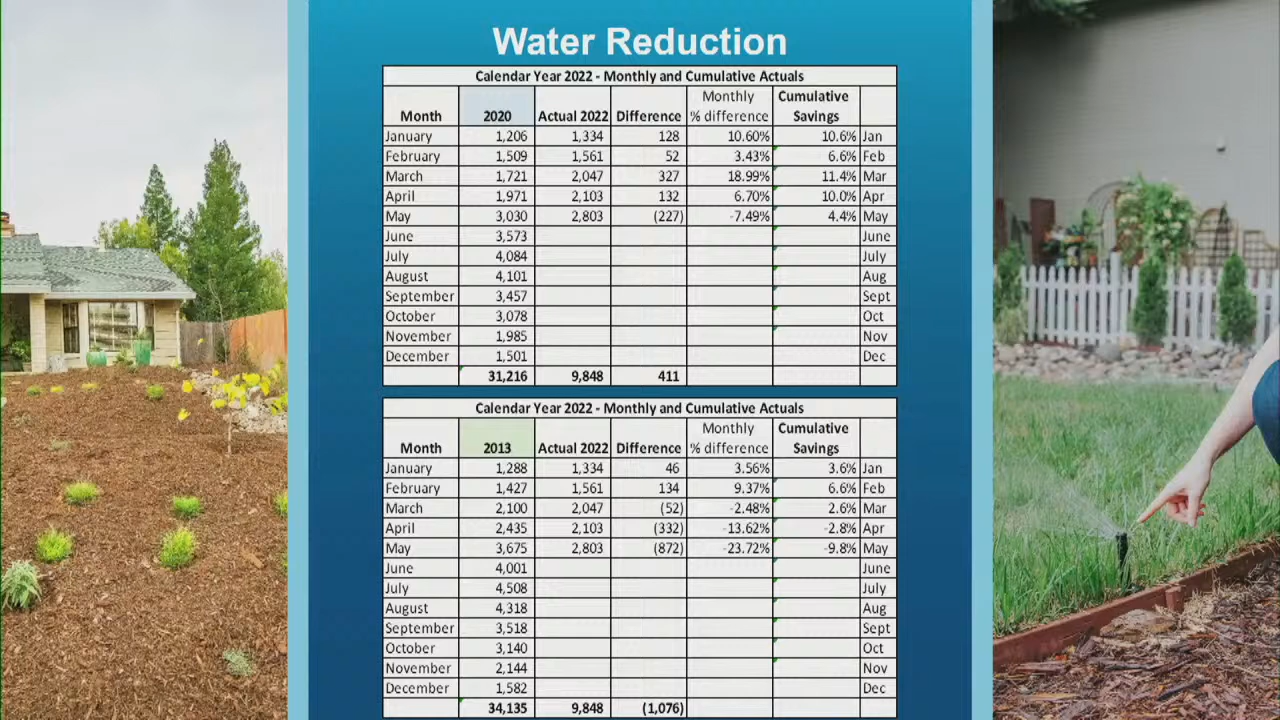 Water Reduction
Calendar Year 2022 - Monthly and Cumulative Actuals
Month 2020 Actual 2022 Difference Monthly % difference Cumulative Savings
January 1,206 1,334 128 10.60% 10.6% Jan
February 1,509 1,561 52 3.43% 6.6% Feb
March 1,721 2,047 327 18.99% 11.4% Mar
April 1,971 2,103 132 6.70% 10.0% Apr
May 3,030 2,803 (227) -7.49% 4.4% May
June 3,573 June
July 4,084 July
August 4,101 Aug
September 3,457 Sept
October 3,078 Oct
November 1,985 Nov
December 1,501 Dec
31,216 9,848 411
Calendar Year 2022 - Monthly and Cumulative Actuals
Month 2013 Actual 2022 Difference Monthly % difference Cumulative Savings
January 1,288 1,334 46 3.56% 3.6% Jan
February 1,427 1,561 134 9.37% 6.6% Feb
March 2,100 2,047 (52) -2.48% 2.6% Mar
April 2,435 2,103 (332) -13.62% -2.8% Apr
May 3,675 2,803 (872) -23.72% -9.8% May
June 4,001 June
July 4,508 July
August 4,318 Aug
September 3,518 Sept
October 3,140 Oct
November 2,144 Nov
December 1,582 Dec
34,135 9,848 (1,076)